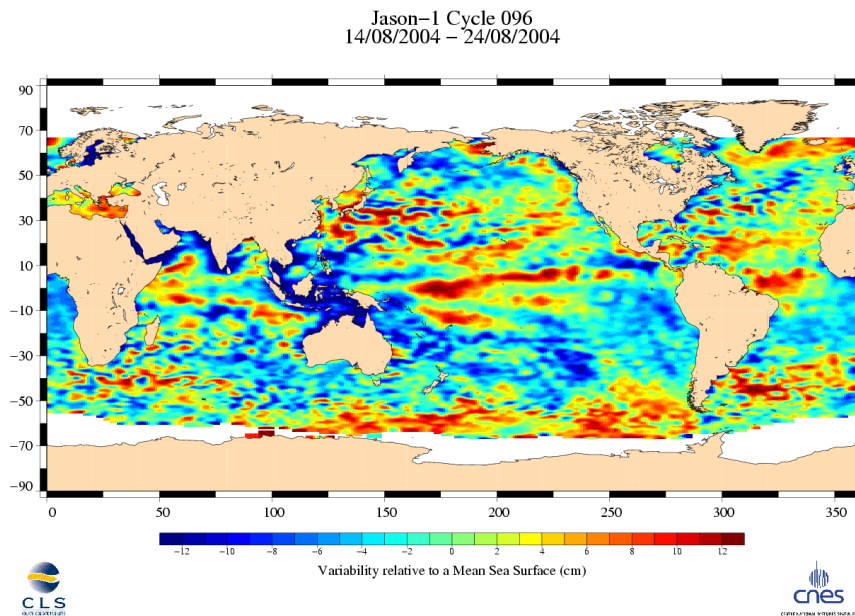 Jason−1 Cycle 096
14/08/2004 − 24/08/2004
90
70
50
30
10
−10
−30
−50
−70
−90
0 50 100 150 200 250 300 350
−12 −10 −8 −6 −4 −2 0 2 4 6 8 10 12
Variability relative to a Mean Sea Surface (cm)
CLS
cnes